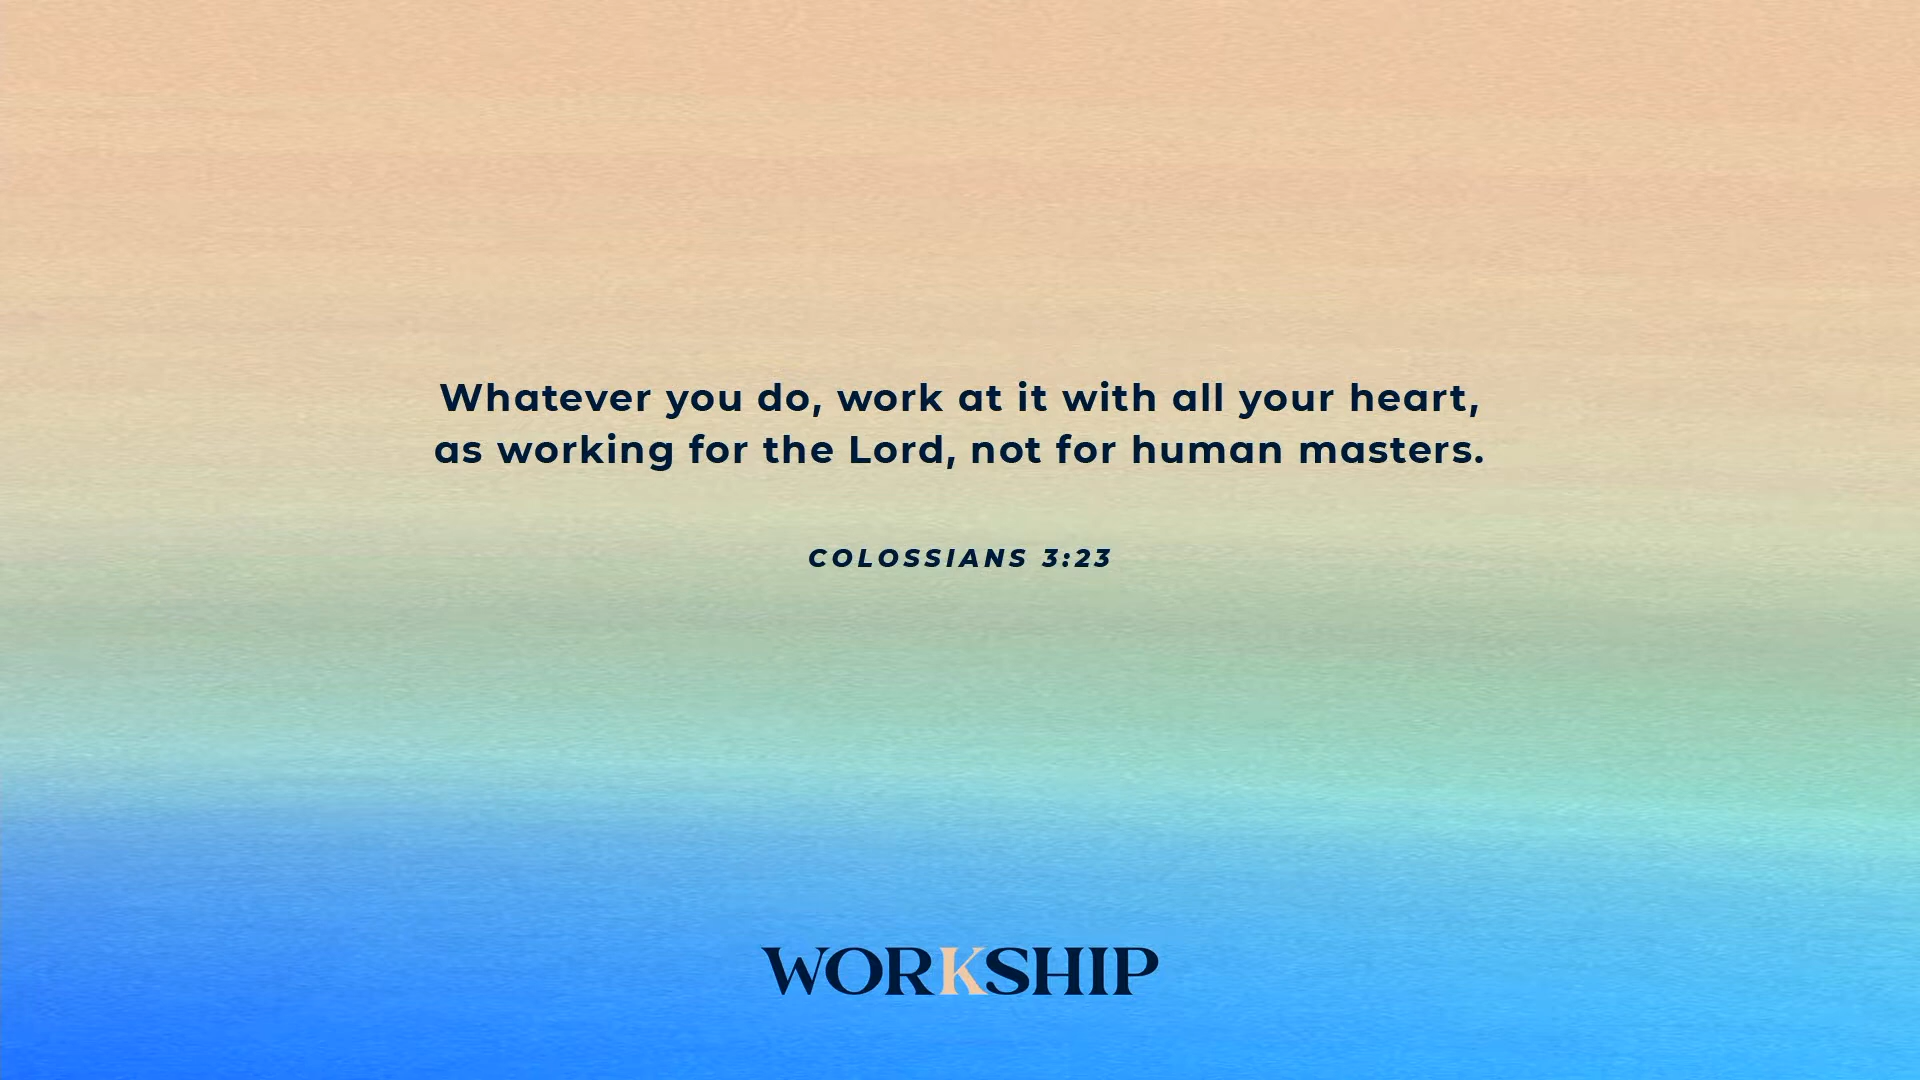 Whatever you do, work at it with all your heart,
as working for the Lord, not for human masters.
COLOSSIANS 3:23
WORKSHIP